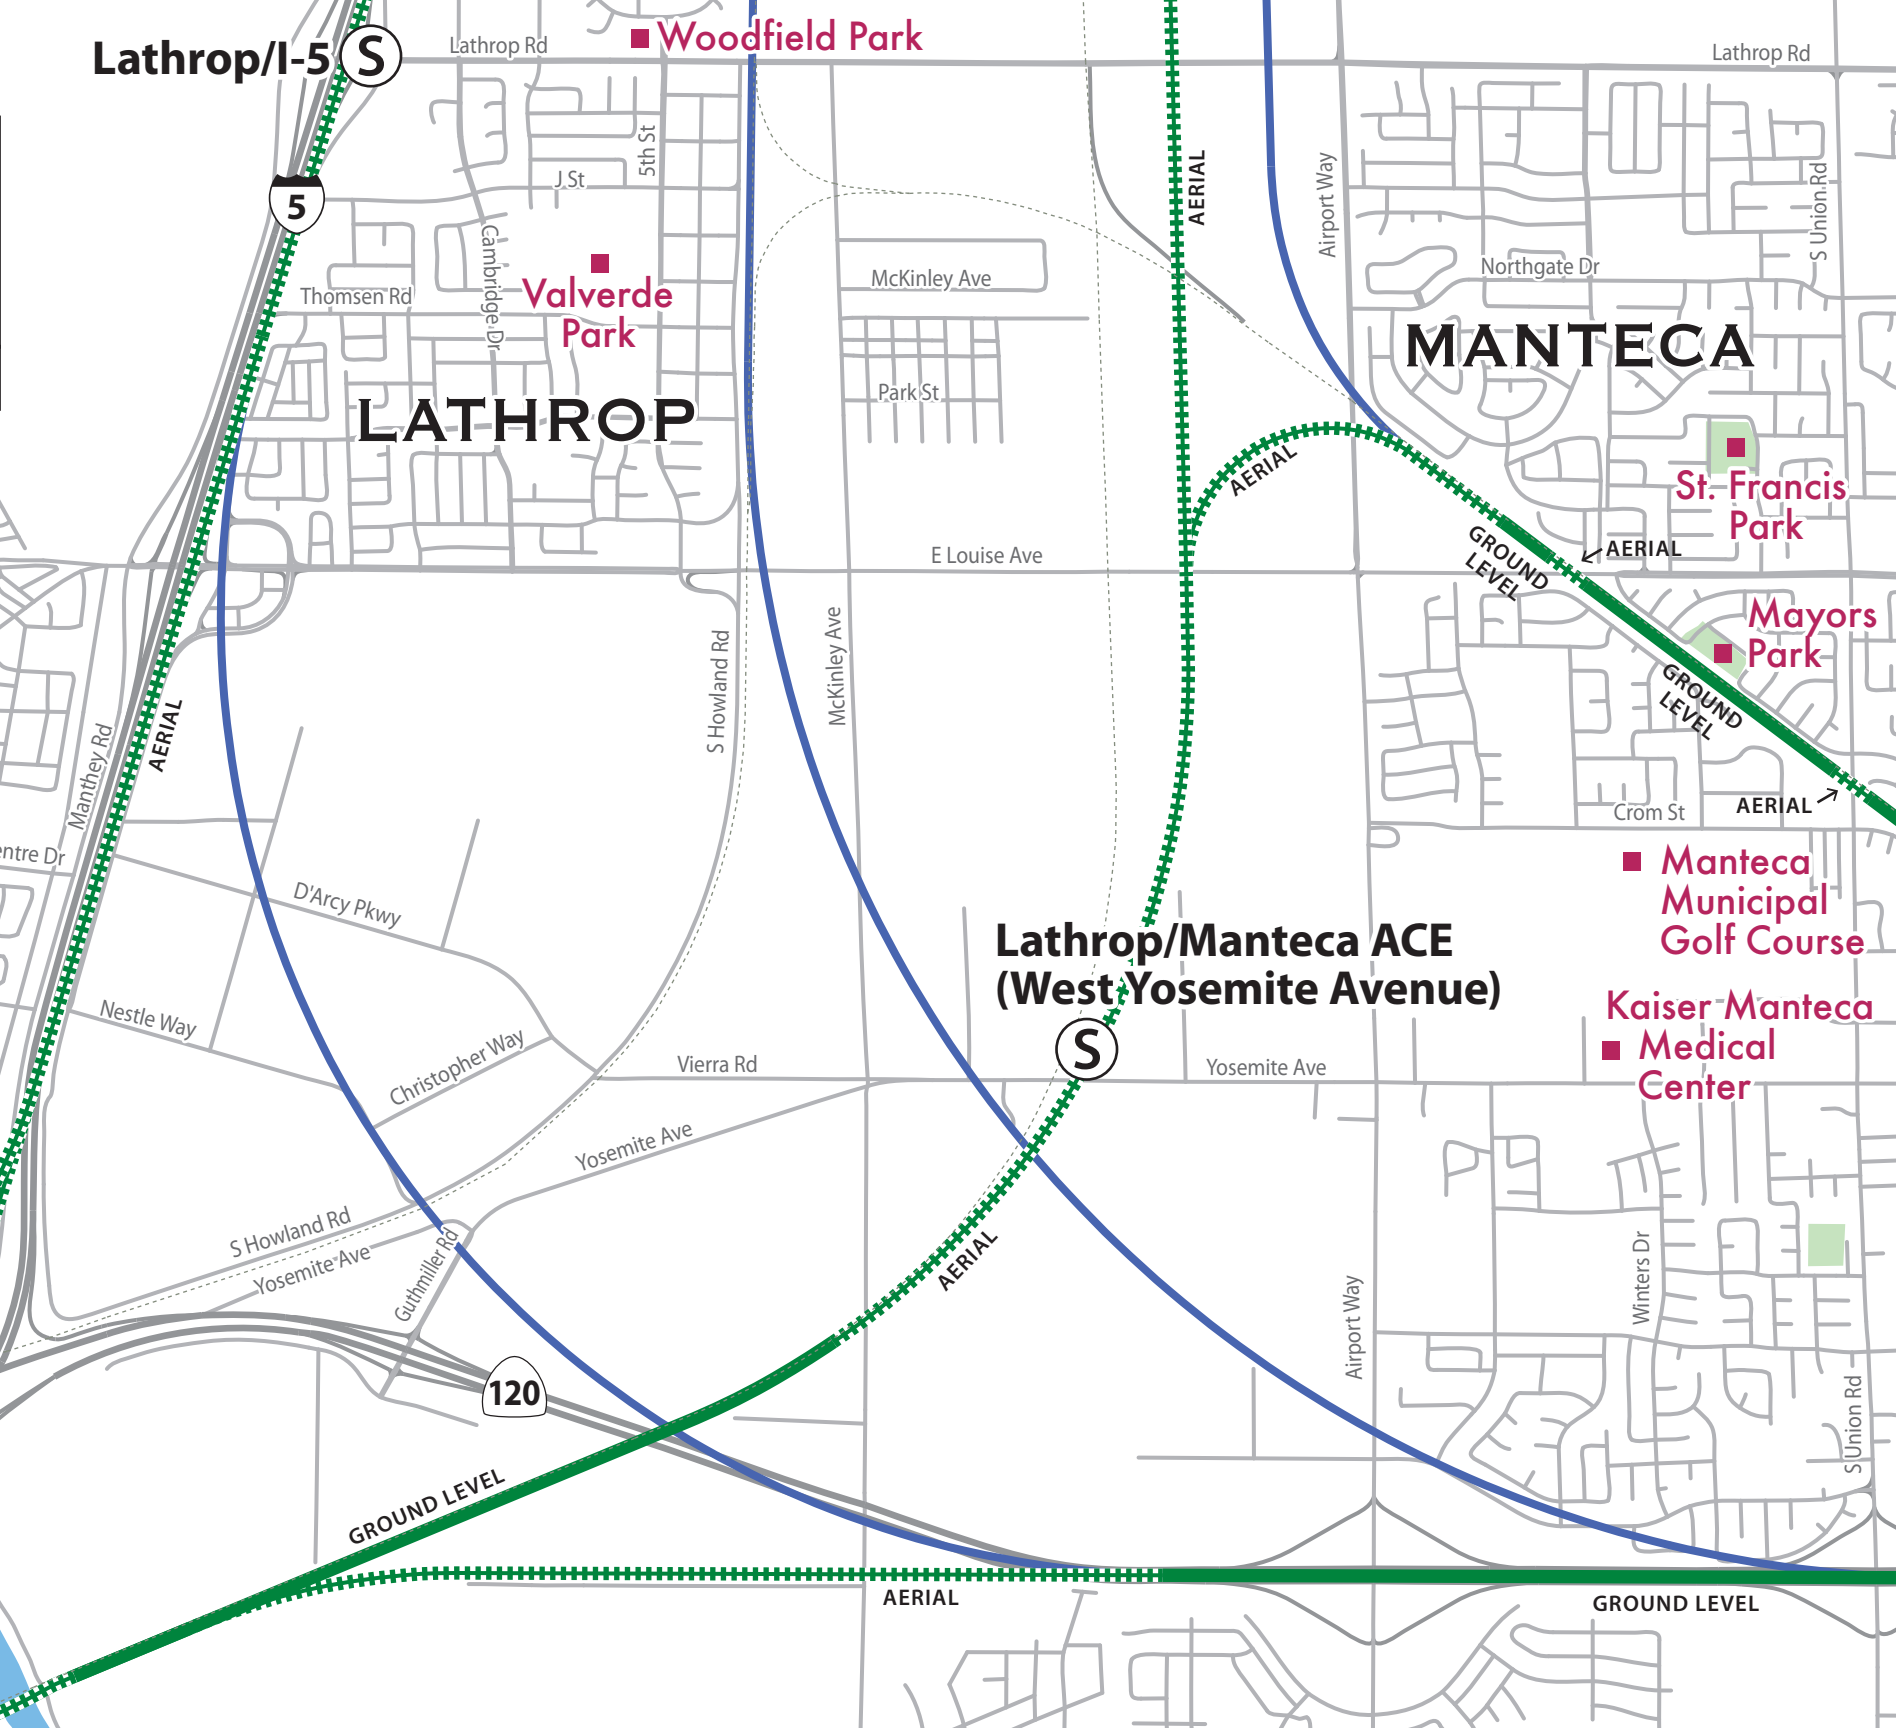 Lathrop/I-5
S
Lathrop Rd
Woodfield Park
Lathrop Rd
5th St
J St
AERIAL
Airport Way
S Union Rd
5
Cambridge Dr
Valverde
Park
Thomsen Rd
McKinley Ave
Northgate Dr
MANTECA
Park St
LATHROP
AERIAL
St. Francis
Park
E Louise Ave
GROUND
LEVEL
AERIAL
Mayors
Park
GROUND
LEVEL
S Howland Rd
McKinley Ave
Manthey Rd
AERIAL
AERIAL
Crom St
entre Dr
D'Arcy Pkwy
Manteca
Municipal
Golf Course
Lathrop/Manteca ACE
(West Yosemite Avenue)
S
Nestle Way
Christopher Way
Vierra Rd
Yosemite Ave
Kaiser Manteca
Medical
Center
Yosemite Ave
S Howland Rd
Yosemite Ave
Guthmiller Rd
AERIAL
Winters Dr
Airport Way
S Union Rd
120
GROUND LEVEL
AERIAL
GROUND LEVEL